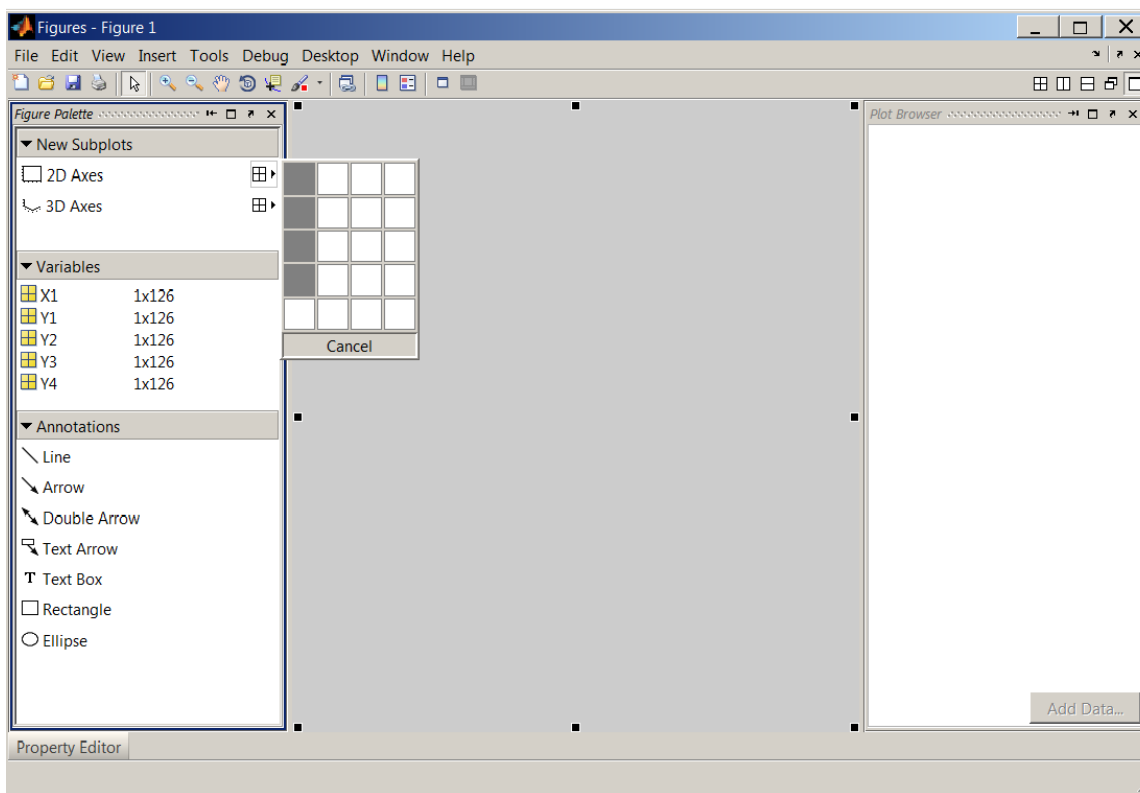 Figures - Figure 1
File Edit View Insert Tools Debug Desktop Window Help
Figure Palette
Plot Browser
New Subplots
2D Axes
3D Axes
Variables
X1 1x126
Y1 1x126
Y2 1x126
Y3 1x126
Y4 1x126
Cancel
Annotations
Line
Arrow
Double Arrow
Text Arrow
T Text Box
Rectangle
Ellipse
Add Data...
Property Editor